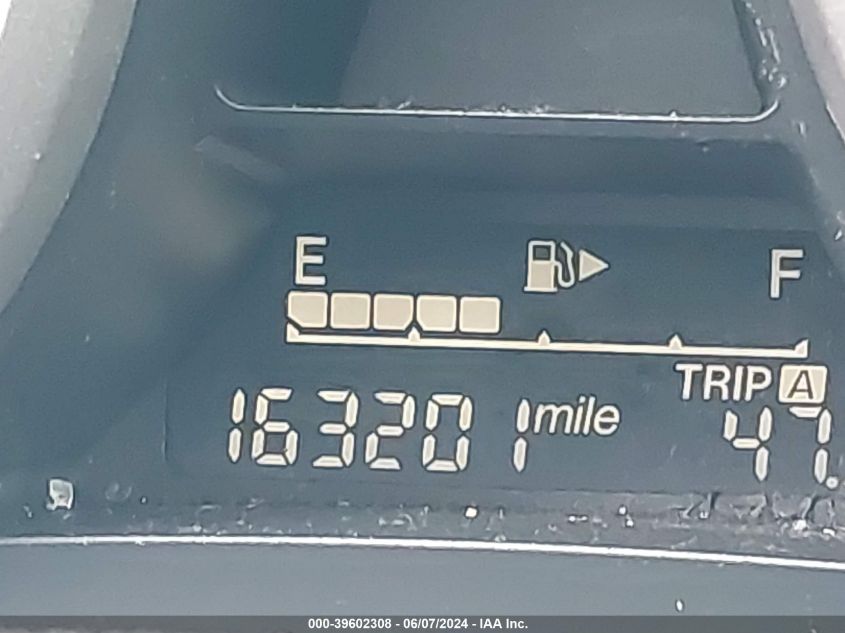 E F
TRIP A
163201 mile 47.
000-39602308 - 06/07/2024 - IAA Inc.